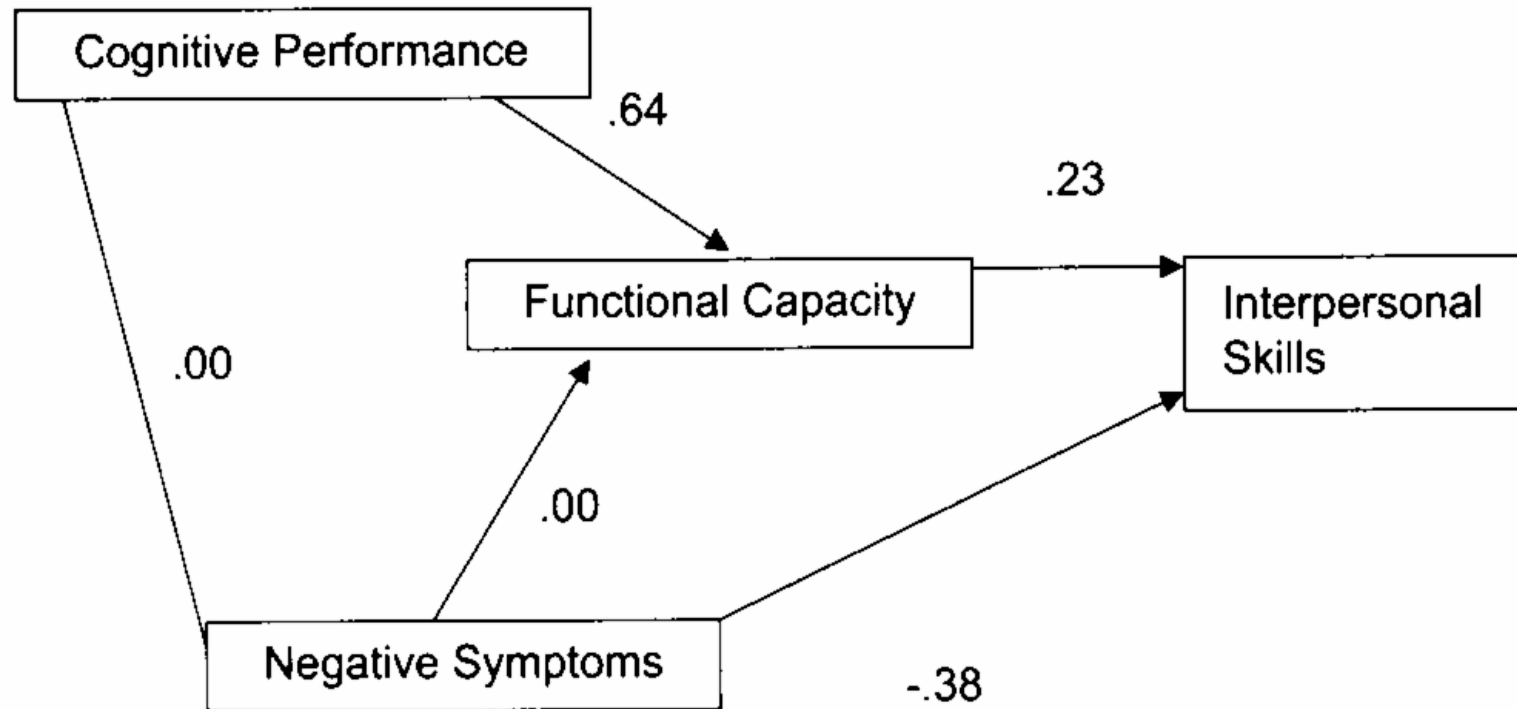 Cognitive Performance
.64
.23
Functional Capacity
Interpersonal
Skills
.00
.00
Negative Symptoms
-.38